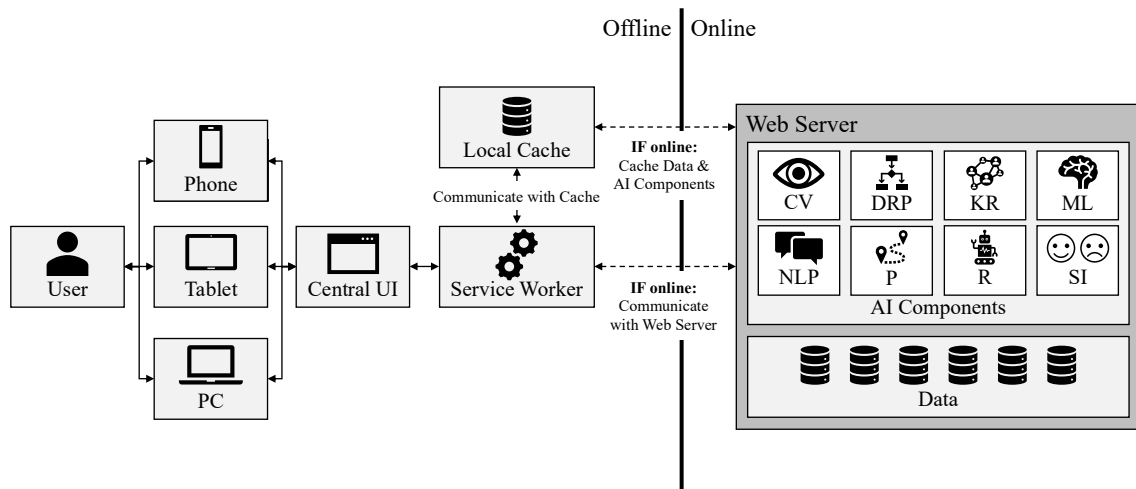 Offline
Online
Phone
User
Tablet
PC
Central UI
Local Cache
Communicate with Cache
Service Worker
IF online:
Cache Data &
AI Components
IF online:
Communicate
with Web Server
Web Server
CV
DRP
KR
ML
NLP
P
R
SI
AI Components
Data